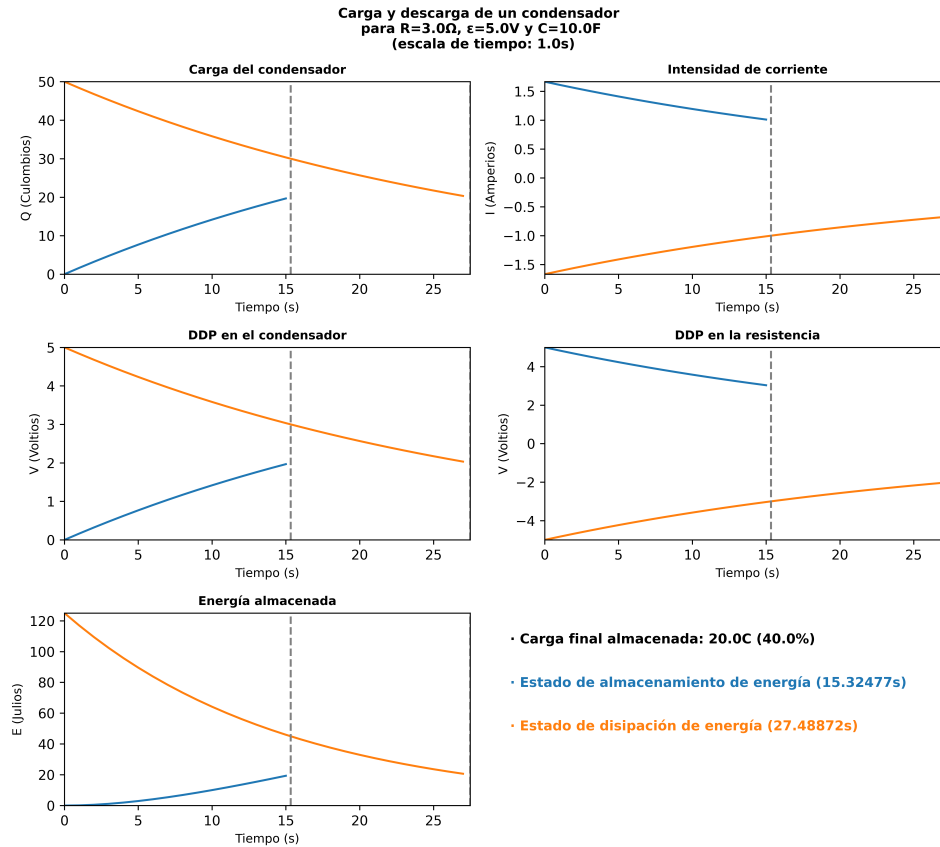 Carga y descarga de un condensador
para R=3.0Ω, ε=5.0V y C=10.0F
(escala de tiempo: 1.0s)
Carga del condensador
50
40
30
20
10
0
Q (Culombios)
0 5 10 15 20 25
Tiempo (s)
Intensidad de corriente
1.5
1.0
0.5
0.0
−0.5
−1.0
−1.5
I (Amperios)
0 5 10 15 20 25
Tiempo (s)
DDP en el condensador
5
4
3
2
1
0
V (Voltios)
0 5 10 15 20 25
Tiempo (s)
DDP en la resistencia
4
2
0
−2
−4
V (Voltios)
0 5 10 15 20 25
Tiempo (s)
Energía almacenada
120
100
80
60
40
20
0
E (Julios)
0 5 10 15 20 25
Tiempo (s)
· Carga final almacenada: 20.0C (40.0%)
· Estado de almacenamiento de energía (15.32477s)
· Estado de disipación de energía (27.48872s)